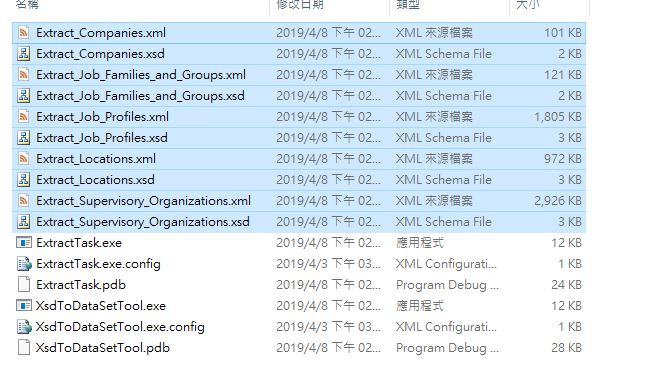 名稱 修改日期 類型 大小
Extract_Companies.xml 2019/4/8 下午 02... XML 來源檔案 101 KB
Extract_Companies.xsd 2019/4/8 下午 02... XML Schema File 2 KB
Extract_Job_Families_and_Groups.xml 2019/4/8 下午 02... XML 來源檔案 121 KB
Extract_Job_Families_and_Groups.xsd 2019/4/8 下午 02... XML Schema File 2 KB
Extract_Job_Profiles.xml 2019/4/8 下午 02... XML 來源檔案 1,805 KB
Extract_Job_Profiles.xsd 2019/4/8 下午 02... XML Schema File 3 KB
Extract_Locations.xml 2019/4/8 下午 02... XML 來源檔案 972 KB
Extract_Locations.xsd 2019/4/8 下午 02... XML Schema File 3 KB
Extract_Supervisory_Organizations.xml 2019/4/8 下午 02... XML 來源檔案 2,926 KB
Extract_Supervisory_Organizations.xsd 2019/4/8 下午 02... XML Schema File 3 KB
ExtractTask.exe 2019/4/8 下午 02... 應用程式 12 KB
ExtractTask.exe.config 2019/4/3 下午 03... XML Configurati... 1 KB
ExtractTask.pdb 2019/4/8 下午 02... Program Debug ... 24 KB
XsdToDataSetTool.exe 2019/4/8 下午 02... 應用程式 12 KB
XsdToDataSetTool.exe.config 2019/4/3 下午 03... XML Configurati... 1 KB
XsdToDataSetTool.pdb 2019/4/8 下午 02... Program Debug ... 28 KB